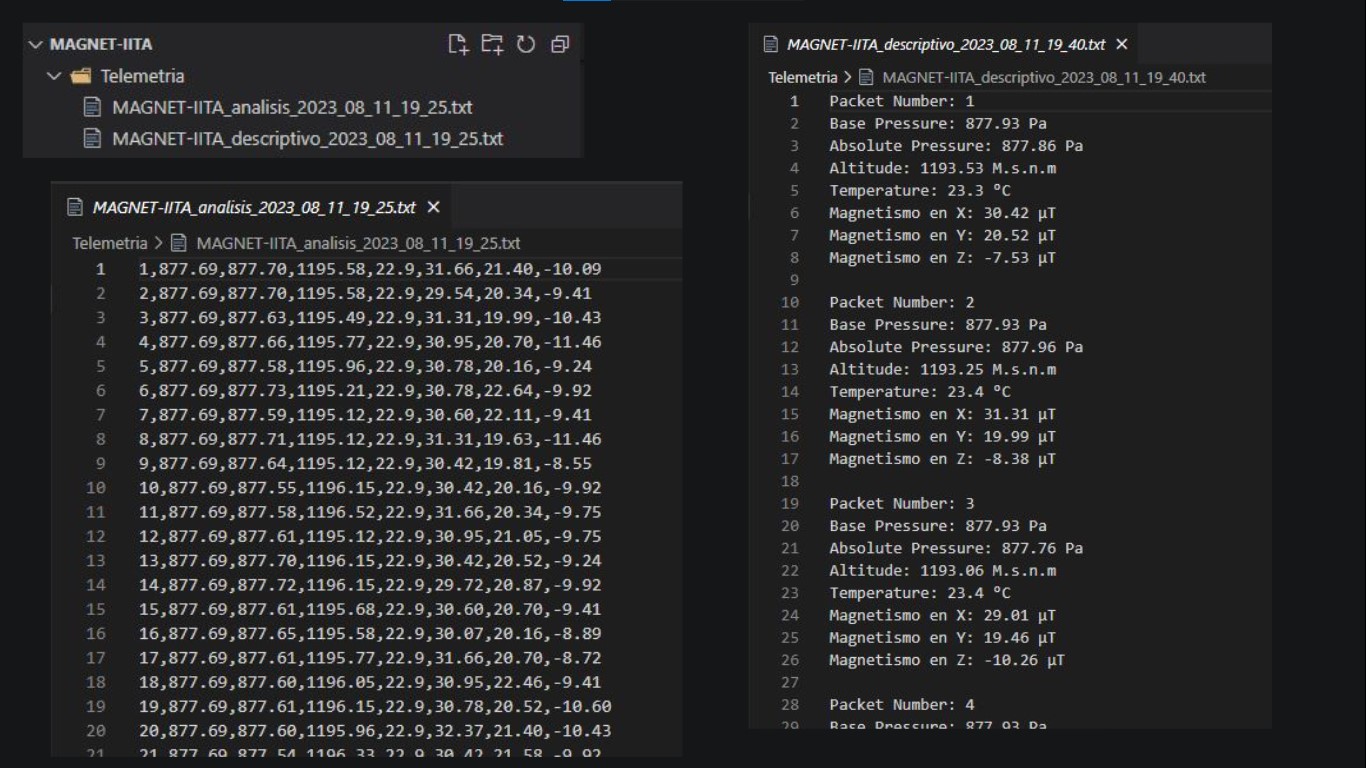 MAGNET-IITA
Telemetria
MAGNET-IITA_analisis_2023_08_11_19_25.txt
MAGNET-IITA_descriptivo_2023_08_11_19_25.txt
MAGNET-IITA_analisis_2023_08_11_19_25.txt
Telemetria > MAGNET-IITA_analisis_2023_08_11_19_25.txt
1 1,877.69,877.70,1195.58,22.9,31.66,21.40,-10.09
2 2,877.69,877.70,1195.58,22.9,29.54,20.34,-9.41
3 3,877.69,877.63,1195.49,22.9,31.31,19.99,-10.43
4 4,877.69,877.66,1195.77,22.9,30.95,20.70,-11.46
5 5,877.69,877.58,1195.96,22.9,30.78,20.16,-9.24
6 6,877.69,877.73,1195.21,22.9,30.78,22.64,-9.92
7 7,877.69,877.59,1195.12,22.9,30.60,22.11,-9.41
8 8,877.69,877.71,1195.12,22.9,31.31,19.63,-11.46
9 9,877.69,877.64,1195.12,22.9,30.42,19.81,-8.55
10 10,877.69,877.55,1196.15,22.9,30.42,20.16,-9.92
11 11,877.69,877.58,1196.52,22.9,31.66,20.34,-9.75
12 12,877.69,877.61,1195.12,22.9,30.95,21.05,-9.75
13 13,877.69,877.70,1196.15,22.9,30.42,20.52,-9.24
14 14,877.69,877.72,1196.15,22.9,29.72,20.87,-9.92
15 15,877.69,877.61,1195.68,22.9,30.60,20.70,-9.41
16 16,877.69,877.65,1195.58,22.9,30.07,20.16,-8.89
17 17,877.69,877.61,1195.77,22.9,31.66,20.70,-8.72
18 18,877.69,877.60,1196.05,22.9,30.95,22.46,-9.41
19 19,877.69,877.61,1196.15,22.9,30.78,20.52,-10.60
20 20,877.69,877.60,1195.96,22.9,32.37,21.40,-10.43
21 21,877.69,877.54,1196.33,22.9,30.42,21.58,-9.92
MAGNET-IITA_descriptivo_2023_08_11_19_40.txt
Telemetria > MAGNET-IITA_descriptivo_2023_08_11_19_40.txt
1 Packet Number: 1
2 Base Pressure: 877.93 Pa
3 Absolute Pressure: 877.86 Pa
4 Altitude: 1193.53 M.s.n.m
5 Temperature: 23.3 ºC
6 Magnetismo en X: 30.42 µT
7 Magnetismo en Y: 20.52 µT
8 Magnetismo en Z: -7.53 µT
9
10 Packet Number: 2
11 Base Pressure: 877.93 Pa
12 Absolute Pressure: 877.96 Pa
13 Altitude: 1193.25 M.s.n.m
14 Temperature: 23.4 ºC
15 Magnetismo en X: 31.31 µT
16 Magnetismo en Y: 19.99 µT
17 Magnetismo en Z: -8.38 µT
18
19 Packet Number: 3
20 Base Pressure: 877.93 Pa
21 Absolute Pressure: 877.76 Pa
22 Altitude: 1193.06 M.s.n.m
23 Temperature: 23.4 ºC
24 Magnetismo en X: 29.01 µT
25 Magnetismo en Y: 19.46 µT
26 Magnetismo en Z: -10.26 µT
27
28 Packet Number: 4
29 Base Pressure: 877.93 Pa